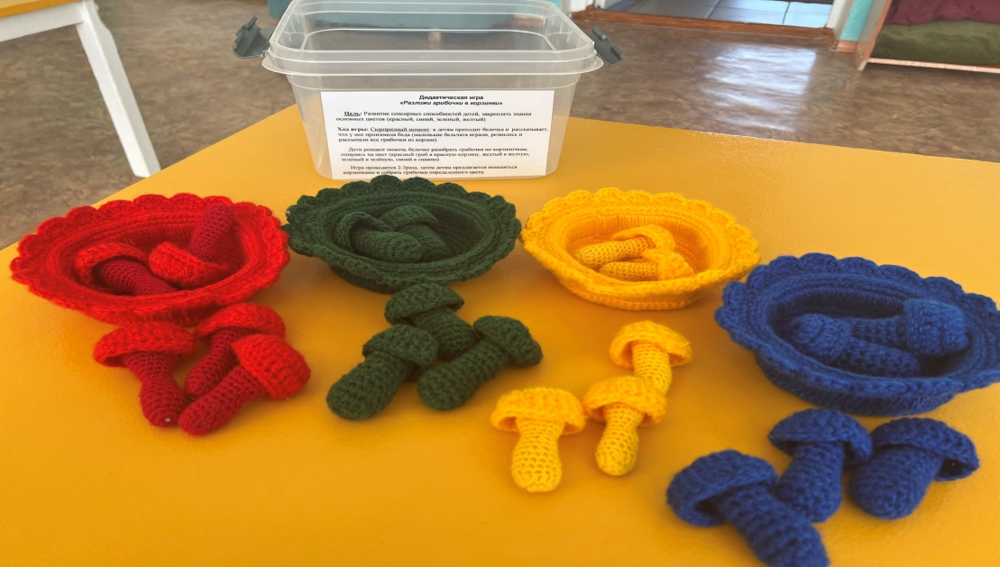 Дидактическая игра
«Разложи грибочки в корзинки»
Цель: Развитие сенсорных способностей детей, закреплять знания
основных цветов (красный, синий, зеленый, желтый)
Ход игры: Сюрпризный момент: к детям приходит белочка и рассказывает,
что у нее произошла беда (маленькие бельчата играли, резвились и
рассыпали все грибочки из корзин).
Дети решают помочь белочке разобрать грибочки по корзиночкам,
опираясь на цвет (красный гриб в красную корзину, желтый в желтую,
зеленый в зелёную, синий в синюю)
Игра проводится 2-3раза, затем детям предлагается поменяться
корзинками и собрать грибочки определенного цвета.